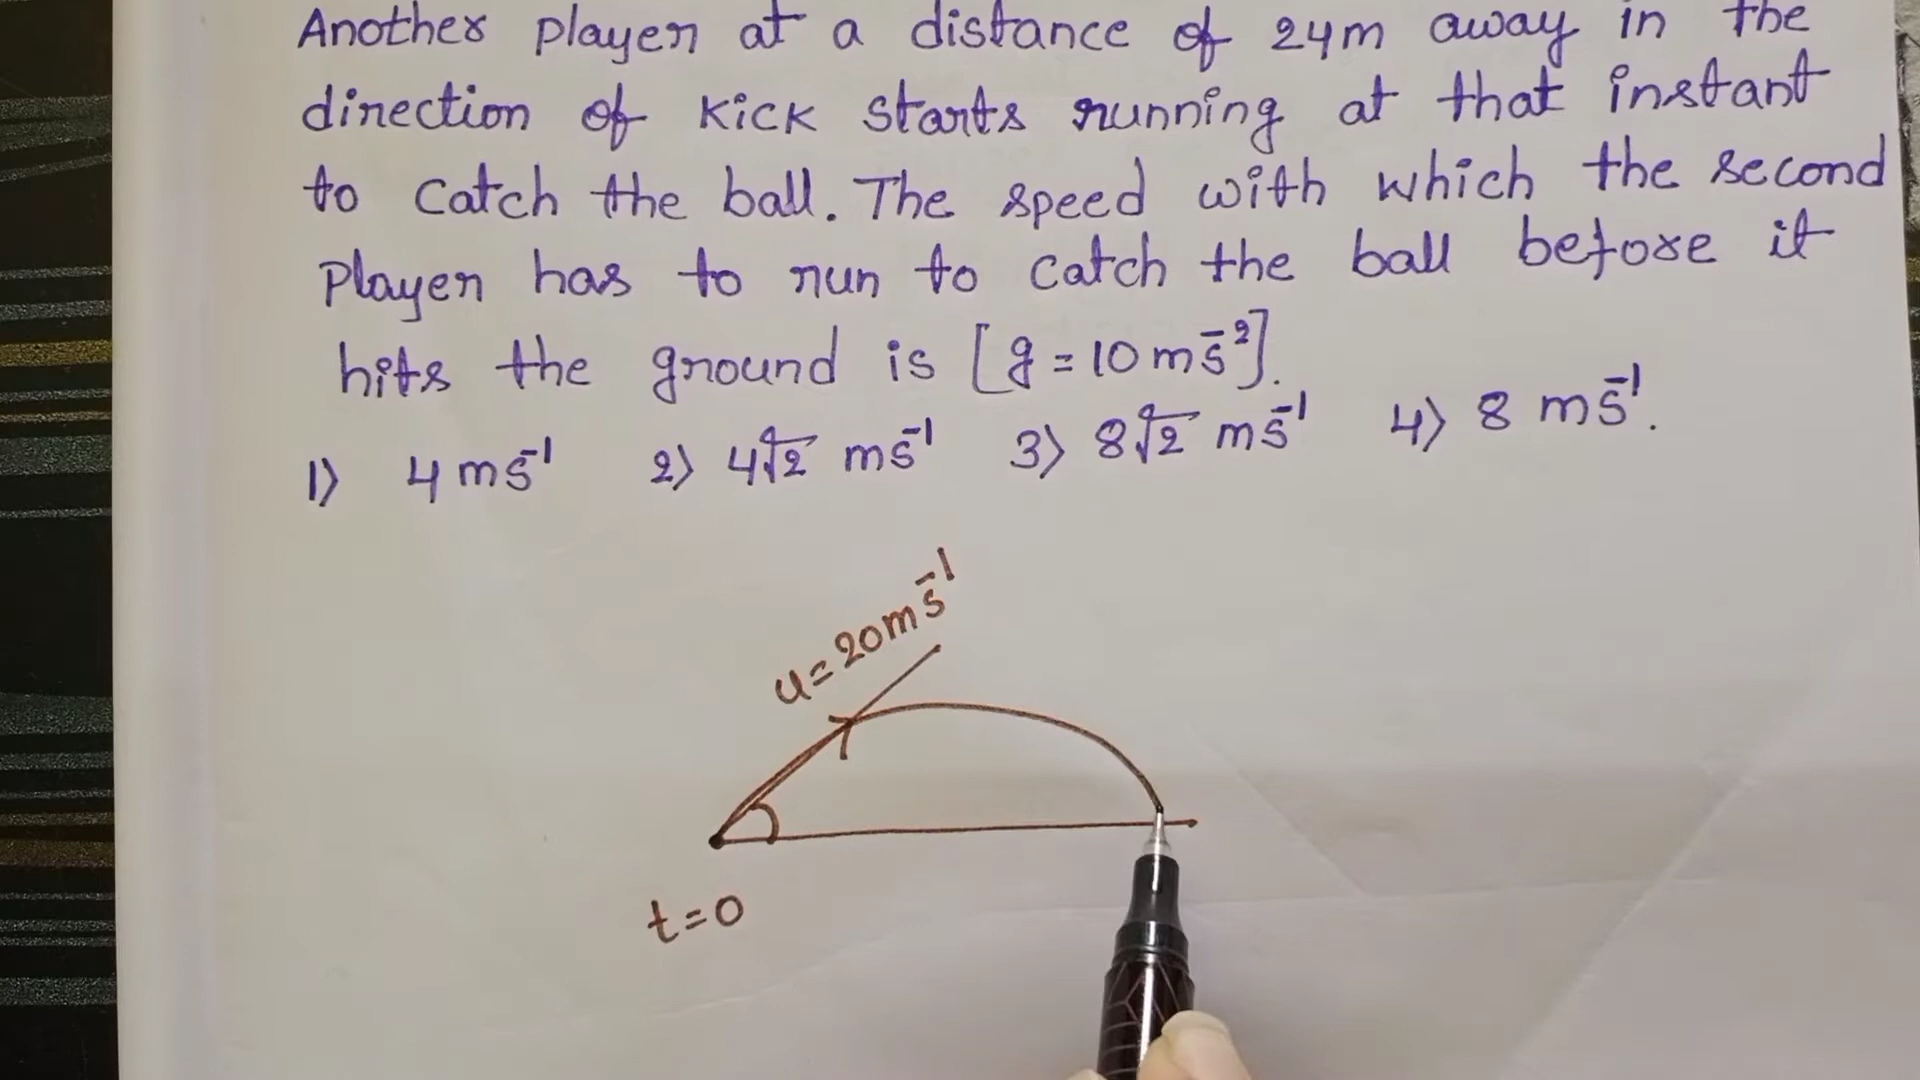 Another player at a distance of 24m away in the
direction of kick starts running at that instant
to catch the ball. The speed with which the second
Player has to run to catch the ball before it
hits the ground is [g = 10 ms⁻²].
1) 4 ms⁻¹ 2) 4√2 ms⁻¹ 3) 8√2 ms⁻¹ 4) 8 ms⁻¹.
u = 20ms⁻¹
t = 0